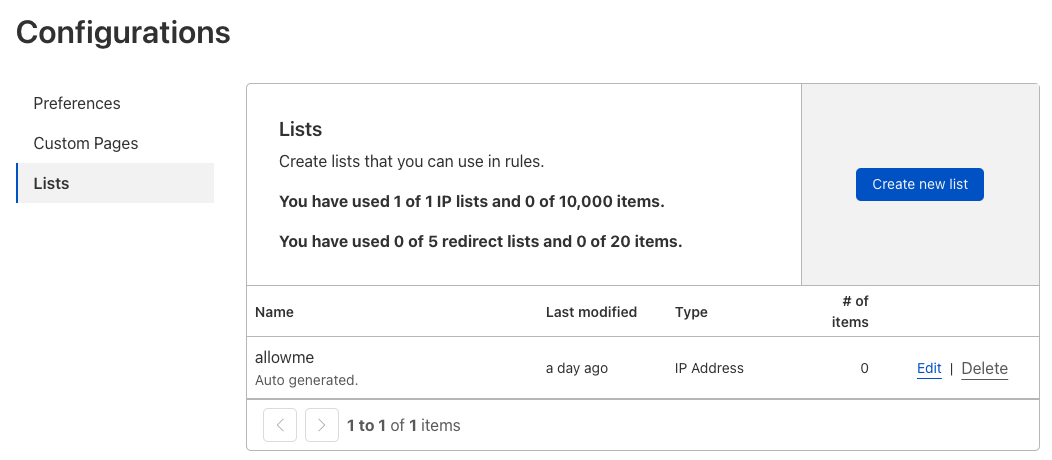 Configurations
Preferences
Custom Pages
Lists
Lists
Create lists that you can use in rules.
You have used 1 of 1 IP lists and 0 of 10,000 items.
You have used 0 of 5 redirect lists and 0 of 20 items.
Create new list
Name Last modified Type # of
items
allowme
Auto generated.
a day ago IP Address 0 Edit | Delete
1 to 1 of 1 items